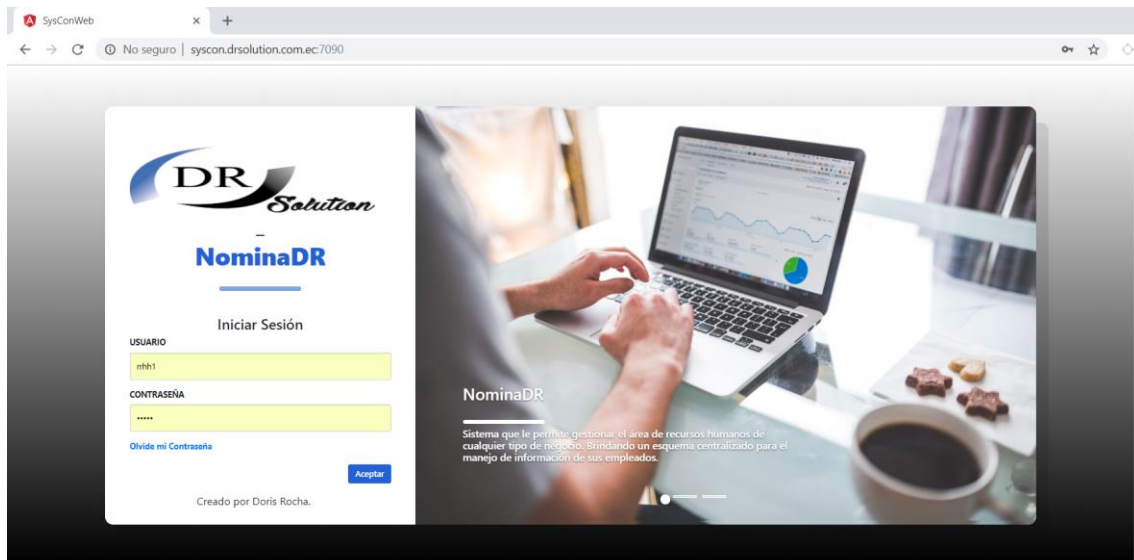 SysConWeb
No seguro | syscon.drsolution.com.ec:7090
DR
Solution
NominaDR
Iniciar Sesión
USUARIO
rrhh1
CONTRASEÑA
•••••
Olvide mi Contraseña
Aceptar
Creado por Doris Rocha.
NominaDR
Sistema que le permite gestionar el área de recursos humanos de
cualquier tipo de negocio. Brindando un esquema centralizado para el
manejo de información de sus empleados.